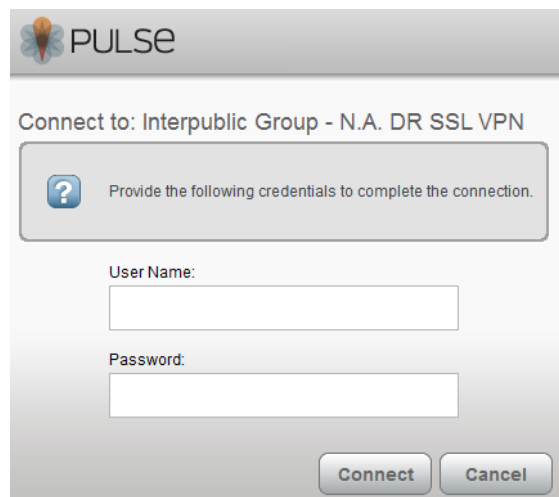 PULSe
Connect to: Interpublic Group - N.A. DR SSL VPN
?
Provide the following credentials to complete the connection.
User Name:
Password:
Connect
Cancel